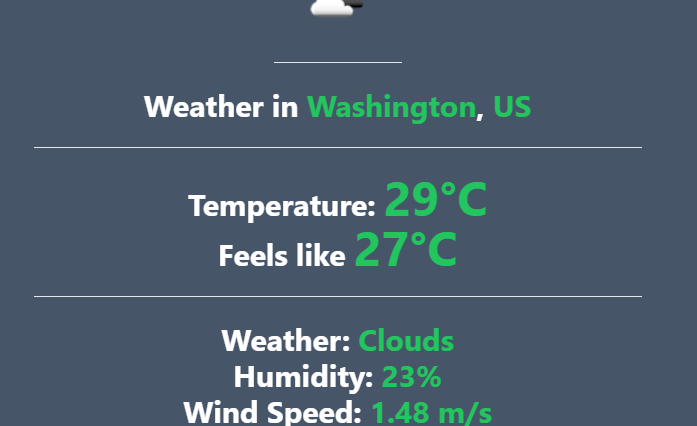 Weather in Washington, US
Temperature: 29°C
Feels like 27°C
Weather: Clouds
Humidity: 23%
Wind Speed: 1.48 m/s